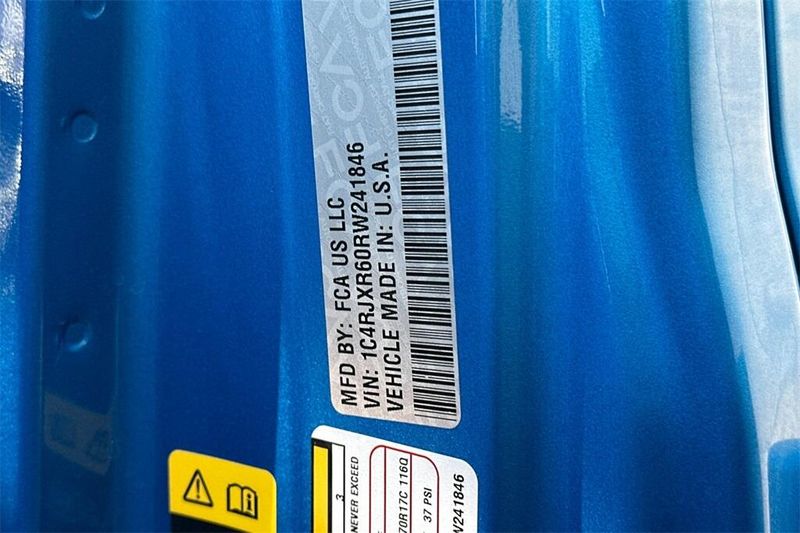 MFD BY: FCA US LLC
VIN: 1C4RJXR60RW241846
VEHICLE MADE IN: U.S.A.
3
NEVER EXCEED
70R17C 116Q
37 PSI
W241846